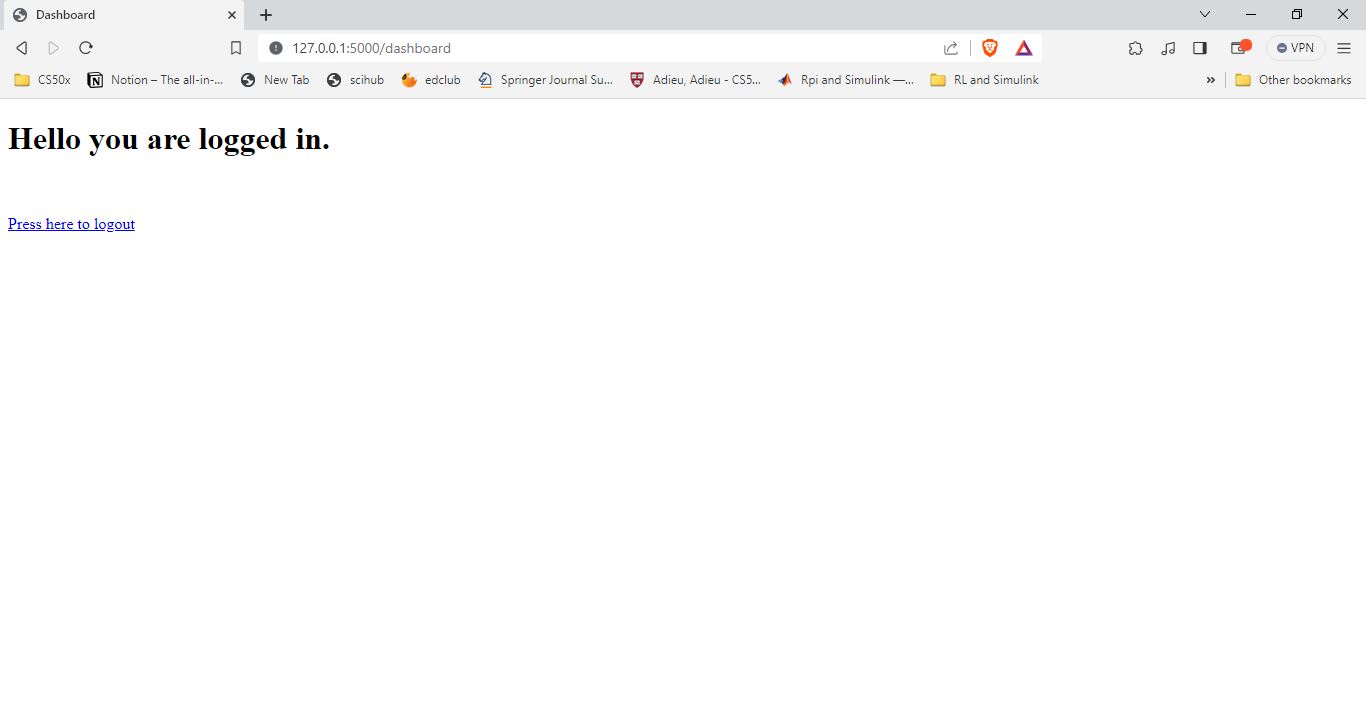 Dashboard
127.0.0.1:5000/dashboard
VPN
CS50x Notion – The all-in-... New Tab scihub edclub Springer Journal Su... Adieu, Adieu - CS5... Rpi and Simulink —... RL and Simulink » Other bookmarks
Hello you are logged in.
Press here to logout